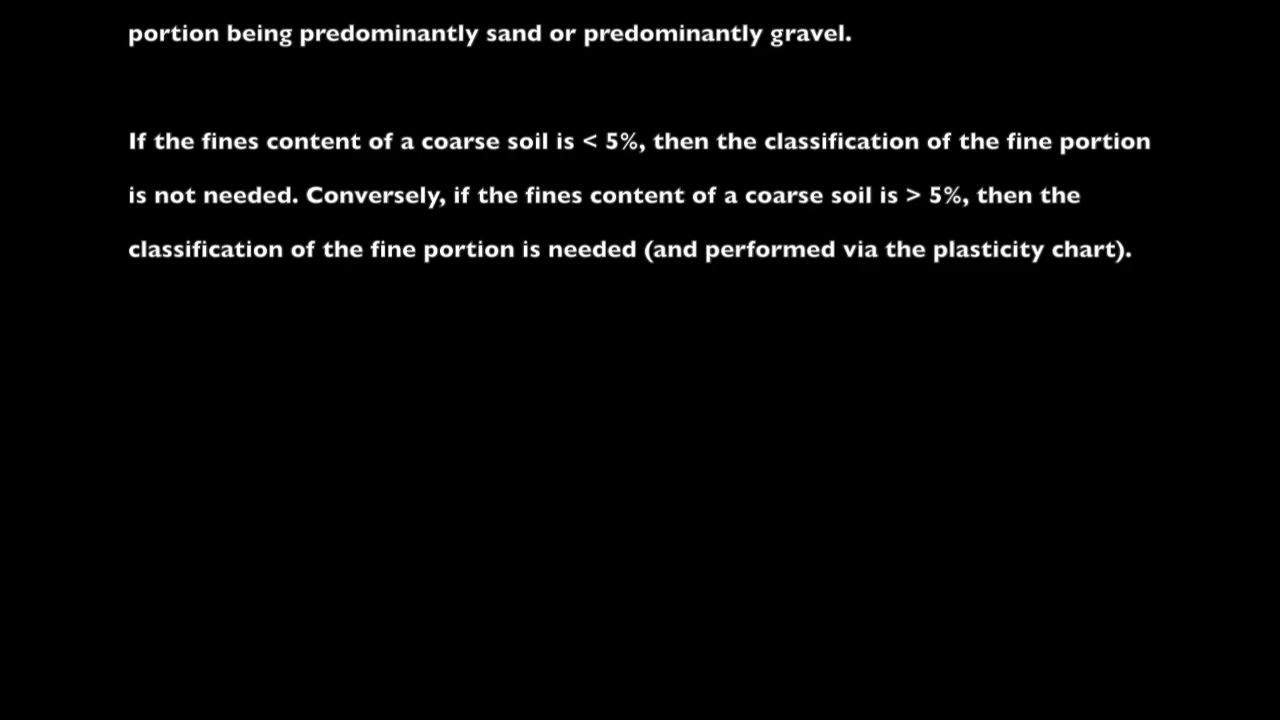 portion being predominantly sand or predominantly gravel.
If the fines content of a coarse soil is < 5%, then the classification of the fine portion
is not needed. Conversely, if the fines content of a coarse soil is > 5%, then the
classification of the fine portion is needed (and performed via the plasticity chart).